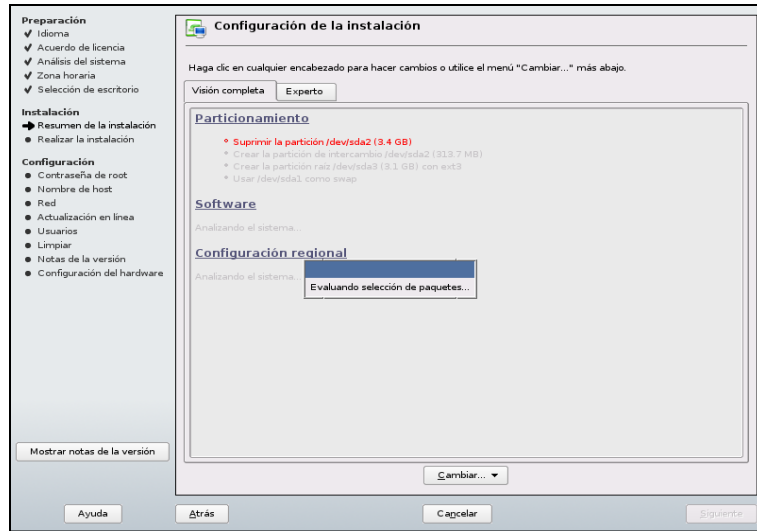 Preparación
Idioma
Acuerdo de licencia
Análisis del sistema
Zona horaria
Selección de escritorio
Instalación
Resumen de la instalación
Realizar la instalación
Configuración
Contraseña de root
Nombre de host
Red
Actualización en línea
Usuarios
Limpiar
Notas de la versión
Configuración del hardware
Mostrar notas de la versión
Ayuda
Configuración de la instalación
Haga clic en cualquier encabezado para hacer cambios o utilice el menú "Cambiar..." más abajo.
Visión completa
Experto
Particionamiento
Suprimir la partición /dev/sda2 (3.4 GB)
Crear la partición de intercambio /dev/sda2 (313.7 MB)
Crear la partición raíz /dev/sda3 (3.1 GB) con ext3
Usar /dev/sda1 como swap
Software
Analizando el sistema...
Configuración regional
Analizando el sistema...
Evaluando selección de paquetes...
Cambiar...
Atrás
Cancelar
Siguiente